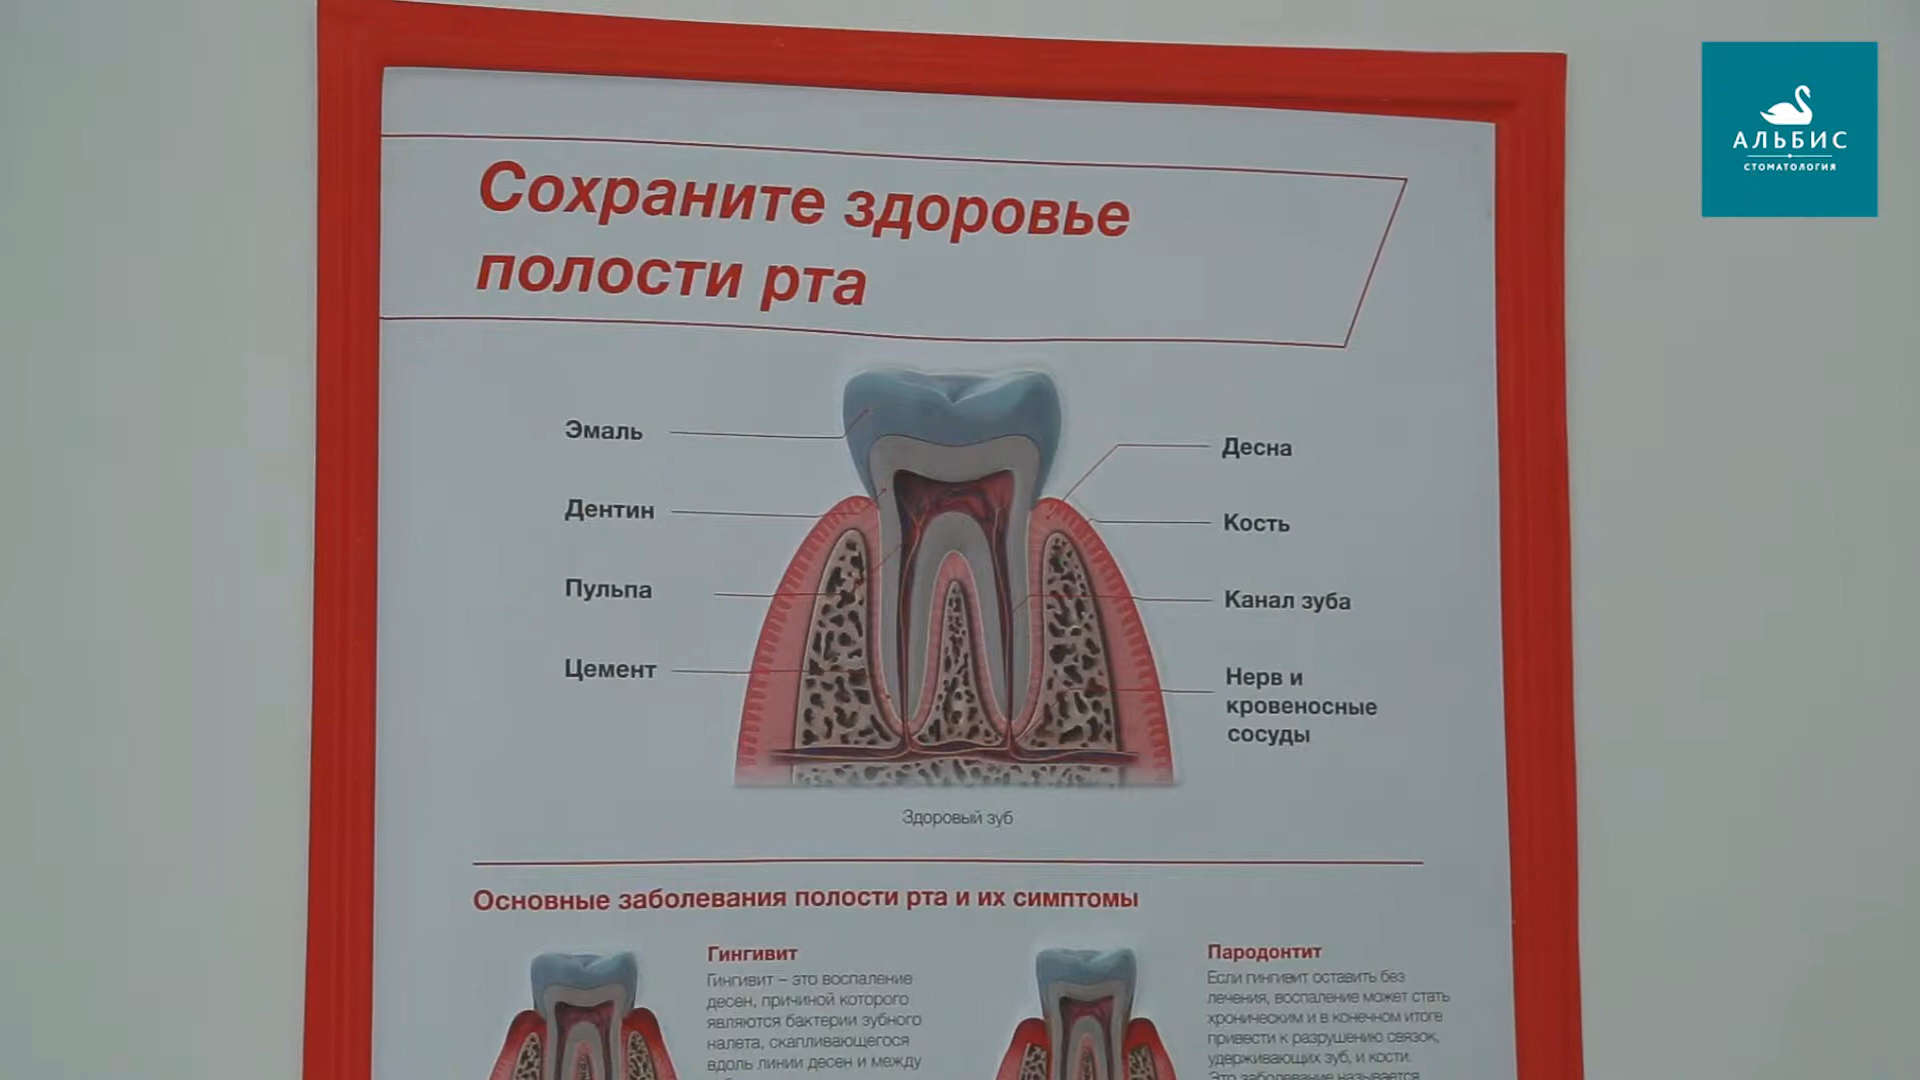 АЛЬБИС
СТОМАТОЛОГИЯ
Сохраните здоровье
полости рта
Эмаль
Дентин
Пульпа
Цемент
Десна
Кость
Канал зуба
Нерв и
кровеносные
сосуды
Здоровый зуб
Основные заболевания полости рта и их симптомы
Гингивит
Гингивит – это воспаление
десен, причиной которого
являются бактерии зубного
налета, скапливающегося
вдоль линии десен и между
Пародонтит
Если гингивит оставить без
лечения, воспаление может стать
хроническим и в конечном итоге
привести к разрушению связок,
удерживающих зуб, и кости.
Это заболевание называется